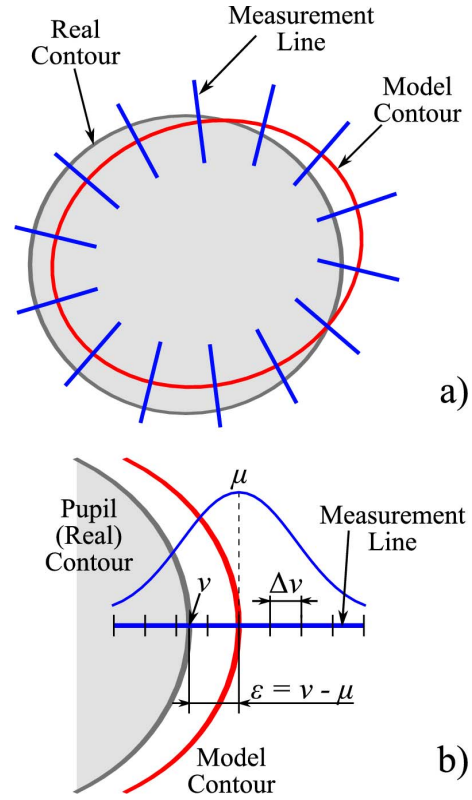 Real
Contour
Measurement
Line
Model
Contour
a)
Pupil
(Real)
Contour
μ
Measurement
Line
ν
Δν
ε = ν - μ
Model
Contour
b)